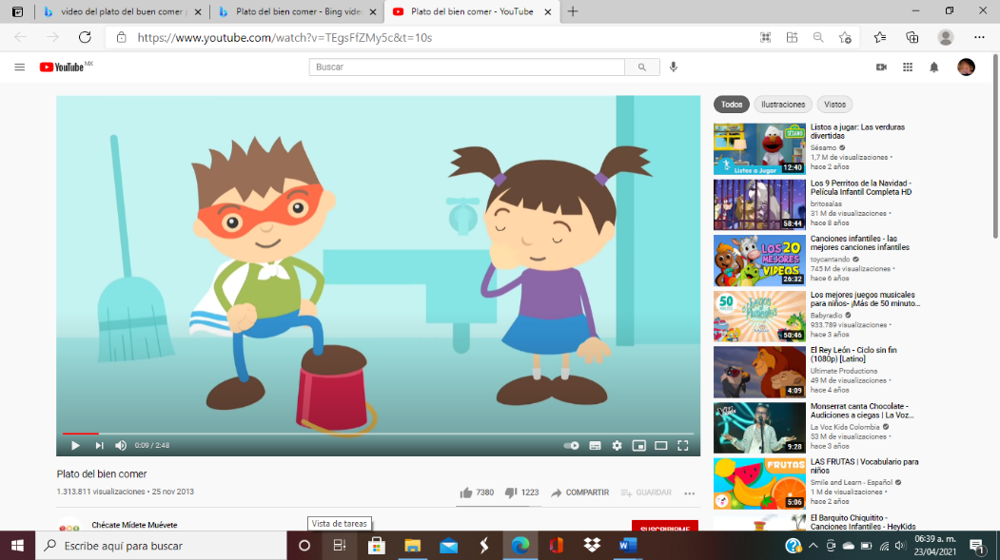 video del plato del buen comer p
Plato del bien comer - Bing video
Plato del bien comer - YouTube
https://www.youtube.com/watch?v=TEgsFfZMy5c&t=10s
YouTube MX
Buscar
Todos
Ilustraciones
Vistos
SÉSAMO
Listos a Jugar
12:40
Listos a jugar: Las verduras
divertidas
Sésamo
1,7 M de visualizaciones •
hace 2 años
58:44
Los 9 Perritos de la Navidad -
Película Infantil Completa HD
britosalas
31 M de visualizaciones •
hace 8 años
LOS 20
MEJORES
VIDEOS
26:32
Canciones infantiles - las
mejores canciones infantiles
toycantando
745 M de visualizaciones •
hace 6 años
50
Juegos
Musicales
50:46
Los mejores juegos musicales
para niños- ¡Más de 50 minuto...
Babyradio
933.789 visualizaciones •
hace 3 años
4:09
El Rey León - Ciclo sin fin
(1080p) [Latino]
Ultimate Productions
49 M de visualizaciones •
hace 4 años
9:28
Monserrat canta Chocolate -
Audiciones a ciegas | La Voz...
La Voz Kids Colombia
53 M de visualizaciones •
hace 3 años
FRUTAS
5:06
LAS FRUTAS | Vocabulario para
niños
Smile and Learn - Español
1 M de visualizaciones •
hace 2 años
El Barquito Chiquitito -
Canciones Infantiles - HeyKids
0:09 / 2:48
Plato del bien comer
1.313.811 visualizaciones • 25 nov 2013
7380
1223
COMPARTIR
GUARDAR
Chécate Mídete Muévete
SUSCRIBIRME
Vista de tareas
Escribe aquí para buscar
06:39 a. m.
23/04/2021
1